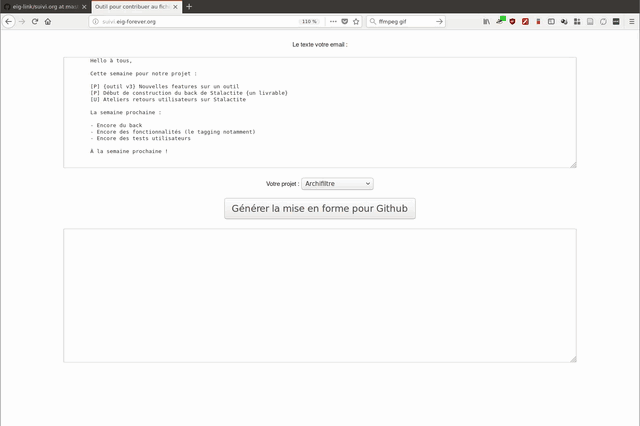 eig-link/suivi.org at mas
Outil pour contribuer au fich
suivi.eig-forever.org
110 %
ffmpeg gif
Le texte votre email :
Hello à tous,
Cette semaine pour notre projet :
[P] {outil v3} Nouvelles features sur un outil
[P] Début de construction du back de Stalactite {un livrable}
[U] Ateliers retours utilisateurs sur Stalactite
La semaine prochaine :
- Encore du back
- Encore des fonctionnalités (le tagging notamment)
- Encore des tests utilisateurs
À la semaine prochaine !
Votre projet : Archifiltre
Générer la mise en forme pour Github